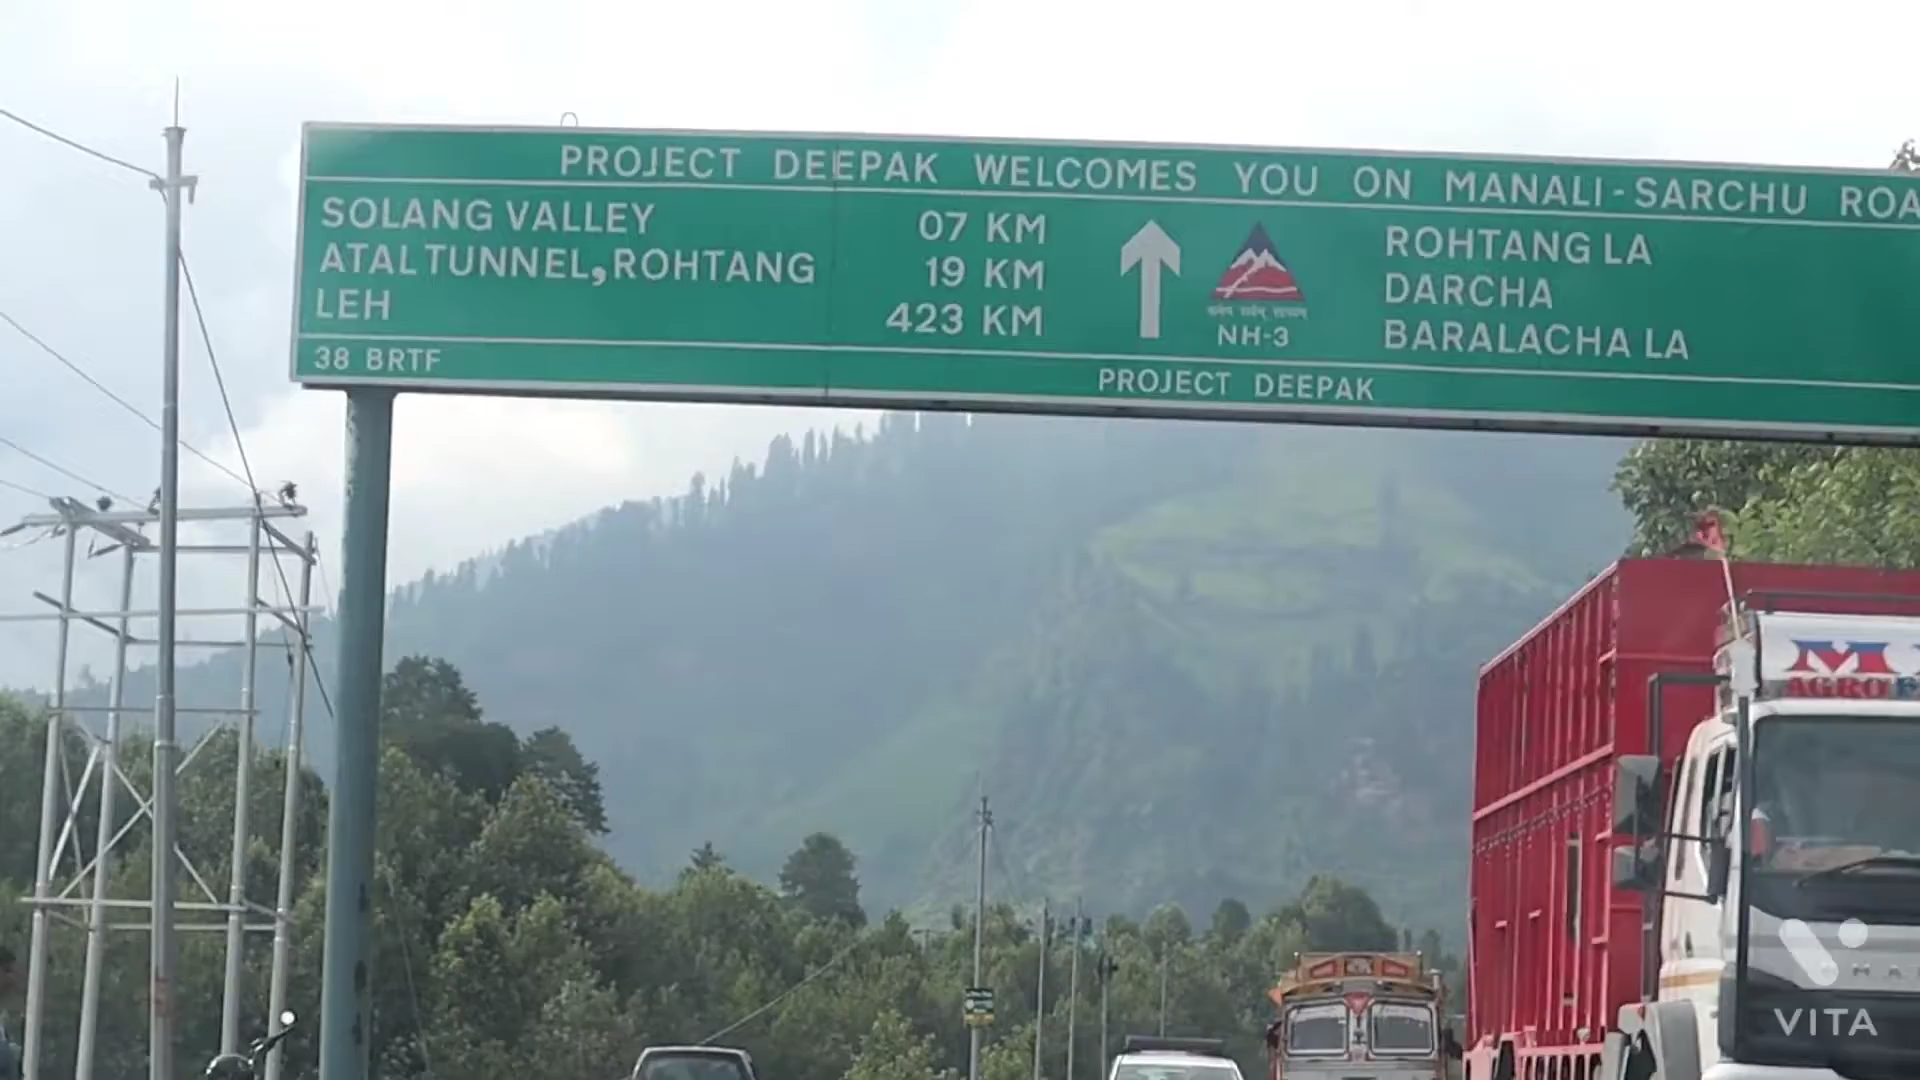 PROJECT DEEPAK WELCOMES YOU ON MANALI-SARCHU ROA
SOLANG VALLEY 07 KM
ATAL TUNNEL, ROHTANG 19 KM
LEH 423 KM
NH-3
ROHTANG LA
DARCHA
BARALACHA LA
38 BRTF
PROJECT DEEPAK
AGRO
VITA